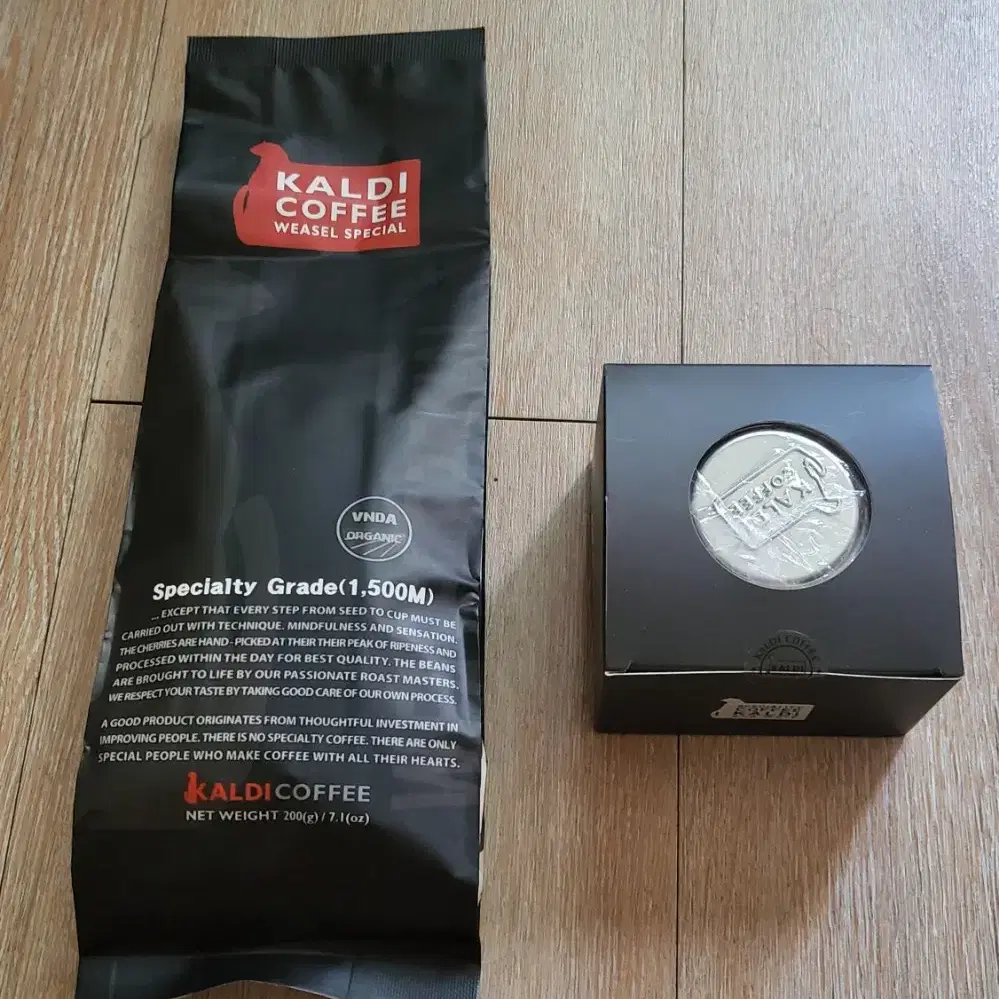 KALDI
COFFEE
WEASEL SPECIAL
VNDA
ORGANIC
Specialty Grade(1,500M)
... EXCEPT THAT EVERY STEP FROM SEED TO CUP MUST BE
CARRIED OUT WITH TECHNIQUE. MINDFULNESS AND SENSATION.
THE CHERRIES ARE HAND - PICKED AT THEIR THEIR PEAK OF RIPENESS AND
PROCESSED WITHIN THE DAY FOR BEST QUALITY. THE BEANS
ARE BROUGHT TO LIFE BY OUR PASSIONATE ROAST MASTERS.
WE RESPECT YOUR TASTE BY TAKING GOOD CARE OF OUR OWN PROCESS.
A GOOD PRODUCT ORIGINATES FROM THOUGHTFUL INVESTMENT IN
IMPROVING PEOPLE. THERE IS NO SPECIALTY COFFEE. THERE ARE ONLY
SPECIAL PEOPLE WHO MAKE COFFEE WITH ALL THEIR HEARTS.
KALDI COFFEE
NET WEIGHT 200(g) / 7.1(oz)
KALDI
COFFEE
KALDI COFFEE
KALDI
KALDI